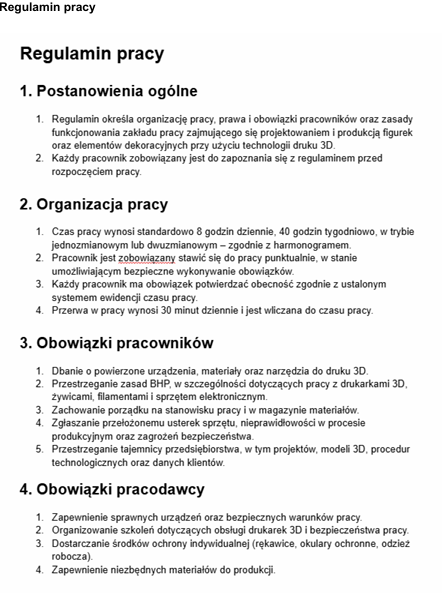 Regulamin pracy
Regulamin pracy
1. Postanowienia ogólne
1. Regulamin określa organizację pracy, prawa i obowiązki pracowników oraz zasady
funkcjonowania zakładu pracy zajmującego się projektowaniem i produkcją figurek
oraz elementów dekoracyjnych przy użyciu technologii druku 3D.
2. Każdy pracownik zobowiązany jest do zapoznania się z regulaminem przed
rozpoczęciem pracy.
2. Organizacja pracy
1. Czas pracy wynosi standardowo 8 godzin dziennie, 40 godzin tygodniowo, w trybie
jednozmianowym lub dwuzmianowym – zgodnie z harmonogramem.
2. Pracownik jest zobowiązany stawić się do pracy punktualnie, w stanie
umożliwiającym bezpieczne wykonywanie obowiązków.
3. Każdy pracownik ma obowiązek potwierdzać obecność zgodnie z ustalonym
systemem ewidencji czasu pracy.
4. Przerwa w pracy wynosi 30 minut dziennie i jest wliczana do czasu pracy.
3. Obowiązki pracowników
1. Dbanie o powierzone urządzenia, materiały oraz narzędzia do druku 3D.
2. Przestrzeganie zasad BHP, w szczególności dotyczących pracy z drukarkami 3D,
żywicami, filamentami i sprzętem elektronicznym.
3. Zachowanie porządku na stanowisku pracy i w magazynie materiałów.
4. Zgłaszanie przełożonemu usterek sprzętu, nieprawidłowości w procesie
produkcyjnym oraz zagrożeń bezpieczeństwa.
5. Przestrzeganie tajemnicy przedsiębiorstwa, w tym projektów, modeli 3D, procedur
technologicznych oraz danych klientów.
4. Obowiązki pracodawcy
1. Zapewnienie sprawnych urządzeń oraz bezpiecznych warunków pracy.
2. Organizowanie szkoleń dotyczących obsługi drukarek 3D i bezpieczeństwa pracy.
3. Dostarczanie środków ochrony indywidualnej (rękawice, okulary ochronne, odzież
robocza).
4. Zapewnienie niezbędnych materiałów do produkcji.